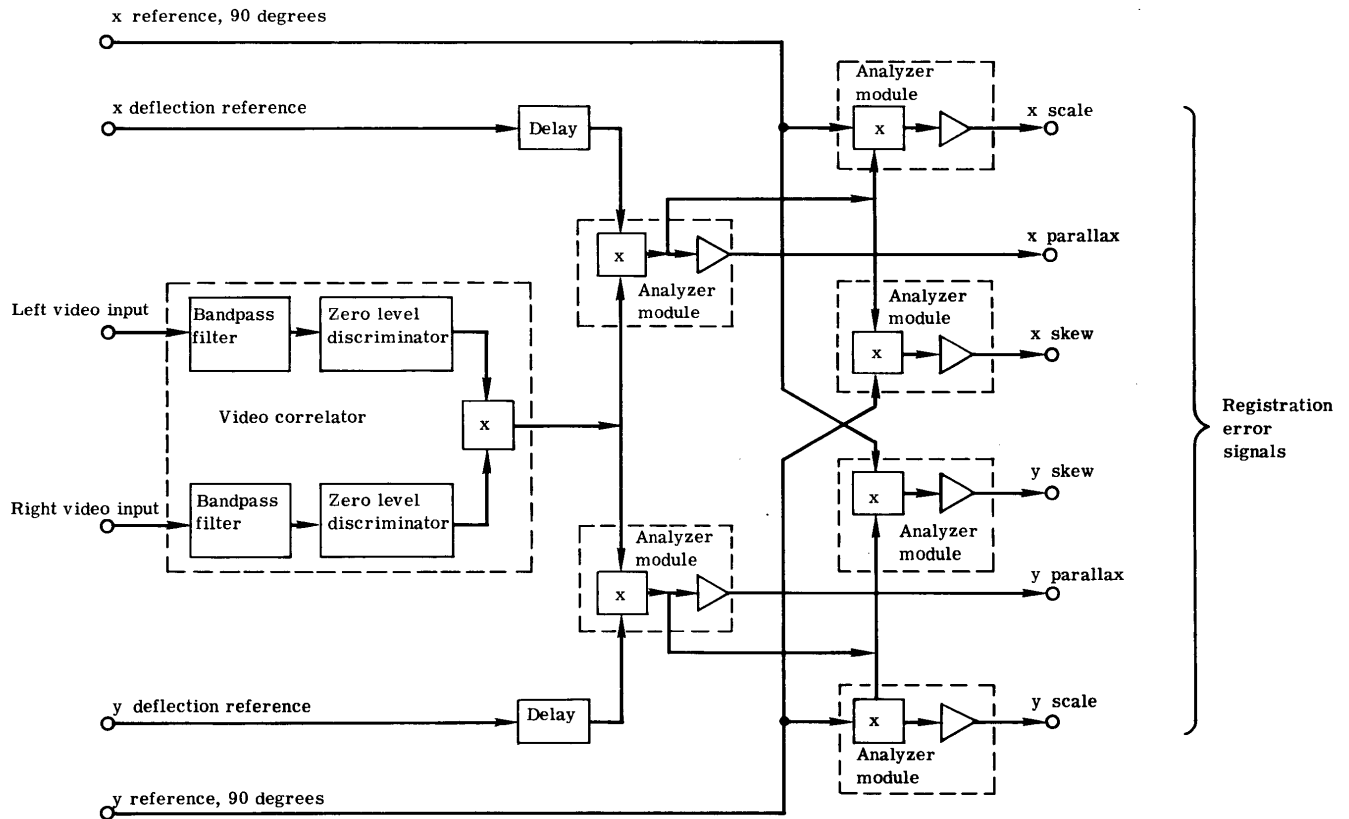 x reference, 90 degrees
x deflection reference
Delay
Analyzer
module
x
x scale
x
Analyzer
module
x parallax
Left video input
Bandpass
filter
Zero level
discriminator
Analyzer
module
x
x skew
Video correlator
x
Registration
error
signals
Right video input
Bandpass
filter
Zero level
discriminator
x
y skew
Analyzer
module
Analyzer
module
x
y parallax
y deflection reference
Delay
x
y scale
Analyzer
module
y reference, 90 degrees